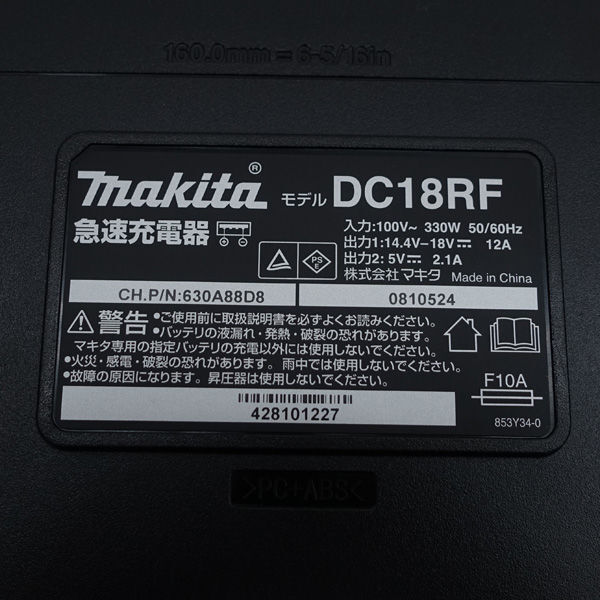 160.0mm=6-5/16in
makita® モデル DC18RF
急速充電器
入力:100V~ 330W 50/60Hz
出力1:14.4V⎓18V⎓ 12A
出力2:5V⎓ 2.1A
株式会社マキタ Made in China
PS
E
CH.P/N:630A88D8
0810524
⚠警告 •ご使用前に取扱説明書を必ずよくお読みください。
•バッテリの液漏れ・発熱・破裂の恐れがあります。
マキタ専用の指定バッテリの充電以外には使用しないでください。
•火災・感電・破裂の恐れがあります。雨中では使用しないでください。
•故障の原因になります。昇圧器は使用しないでください。
F10A
428101227
853Y34-0
>PC+ABS<